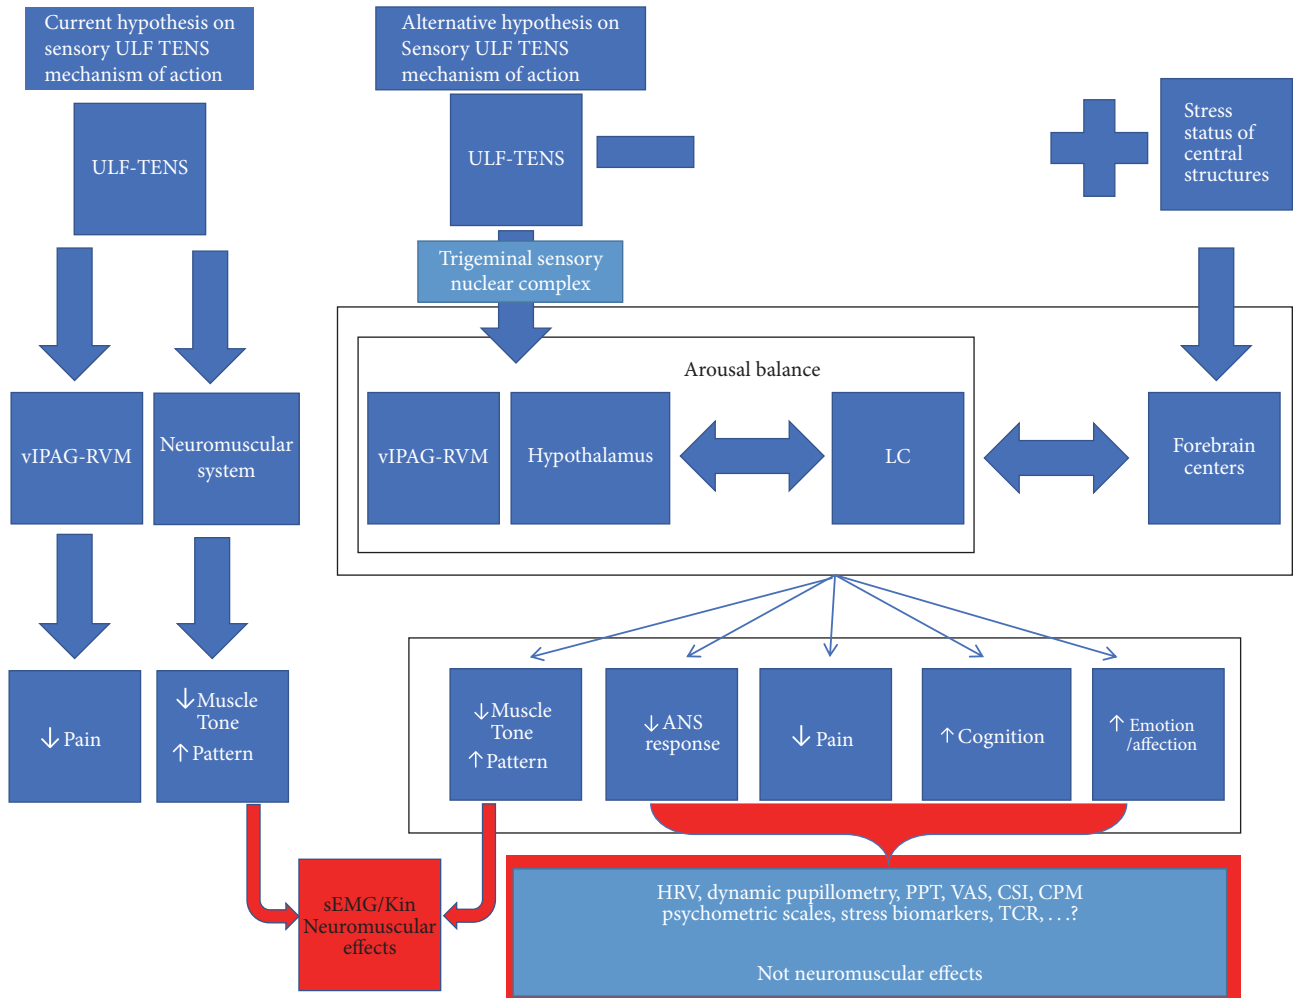 Current hypothesis on
sensory ULF TENS
mechanism of action
Alternative hypothesis on
Sensory ULF TENS
mechanism of action
Stress
status of
central
structures
ULF-TENS
ULF-TENS
Trigeminal sensory
nuclear complex
Arousal balance
vIPAG-RVM
Neuromuscular
system
vIPAG-RVM
Hypothalamus
LC
Forebrain
centers
↓ Pain
↓ Muscle
Tone
↑ Pattern
↓ Muscle
Tone
↑ Pattern
↓ ANS
response
↓ Pain
↑ Cognition
↑ Emotion
/affection
sEMG/Kin
Neuromuscular
effects
HRV, dynamic pupillometry, PPT, VAS, CSI, CPM
psychometric scales, stress biomarkers, TCR, . . .?
Not neuromuscular effects